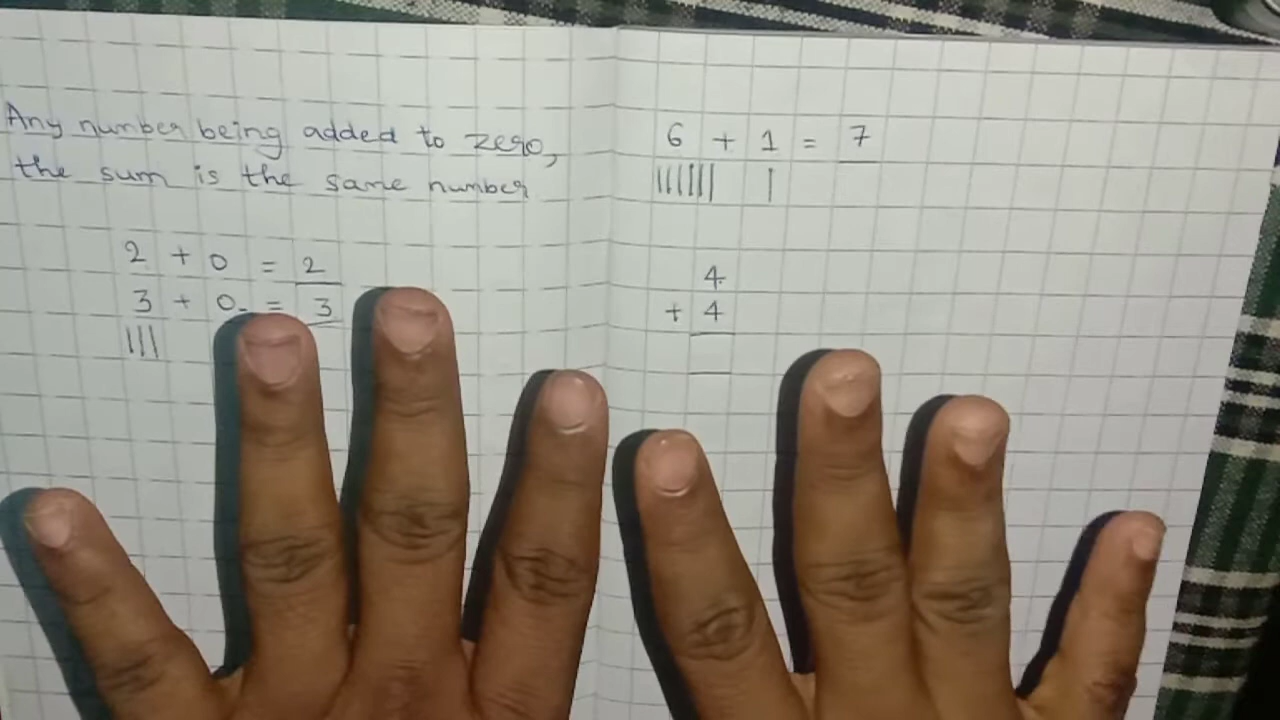 Any number being added to zero,
the sum is the same number
2 + 0 = 2
3 + 0 = 3
|||
6 + 1 = 7
|||||| |
4
+ 4